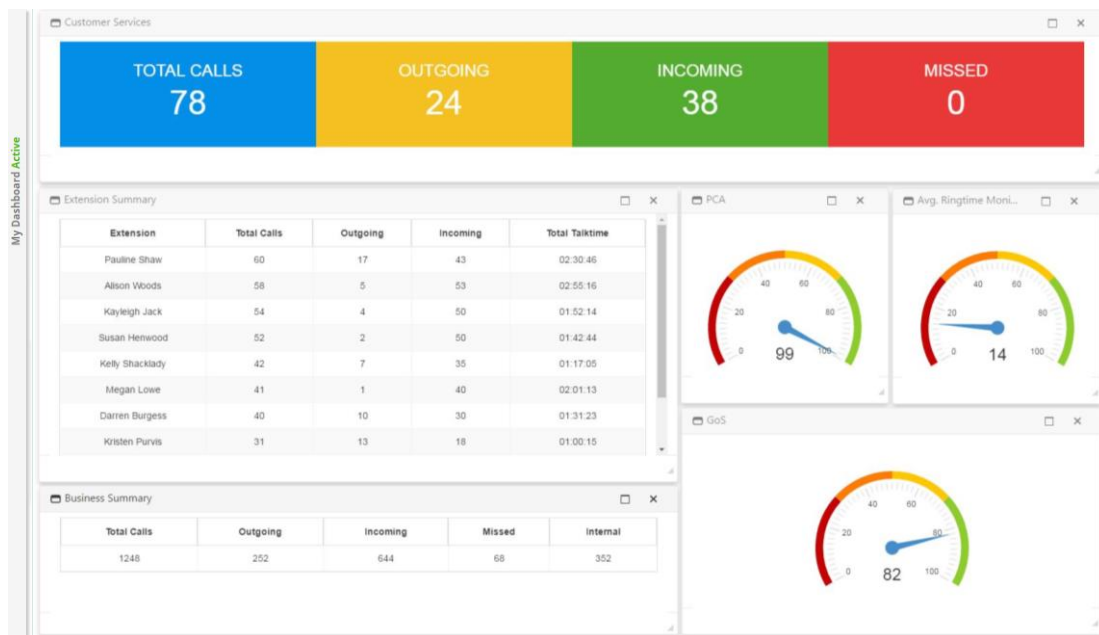 My Dashboard Active
Customer Services
TOTAL CALLS OUTGOING INCOMING MISSED
78 24 38 0
Extension Summary
Extension Total Calls Outgoing Incoming Total Talktime
Pauline Shaw 60 17 43 02:30:46
Alison Woods 58 5 53 02:55:16
Kayleigh Jack 54 4 50 01:52:14
Susan Henwood 52 2 50 01:42:44
Kelly Shacklady 42 7 35 01:17:05
Megan Lowe 41 1 40 02:01:13
Darren Burgess 40 10 30 01:31:23
Kristen Purvis 31 13 18 01:00:15
PCA
40 60
20 80
0 99 100
Avg. Ringtime Moni...
40 60
20 80
0 14 100
Business Summary
Total Calls Outgoing Incoming Missed Internal
1248 252 644 68 352
GoS
40 60
20 80
0 82 100